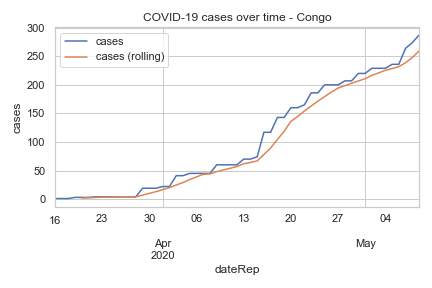 COVID-19 cases over time - Congo
cases
cases (rolling)
300
250
200
150
100
50
0
cases
16 23 30 06 13 20 27 04
Apr May
2020
dateRep